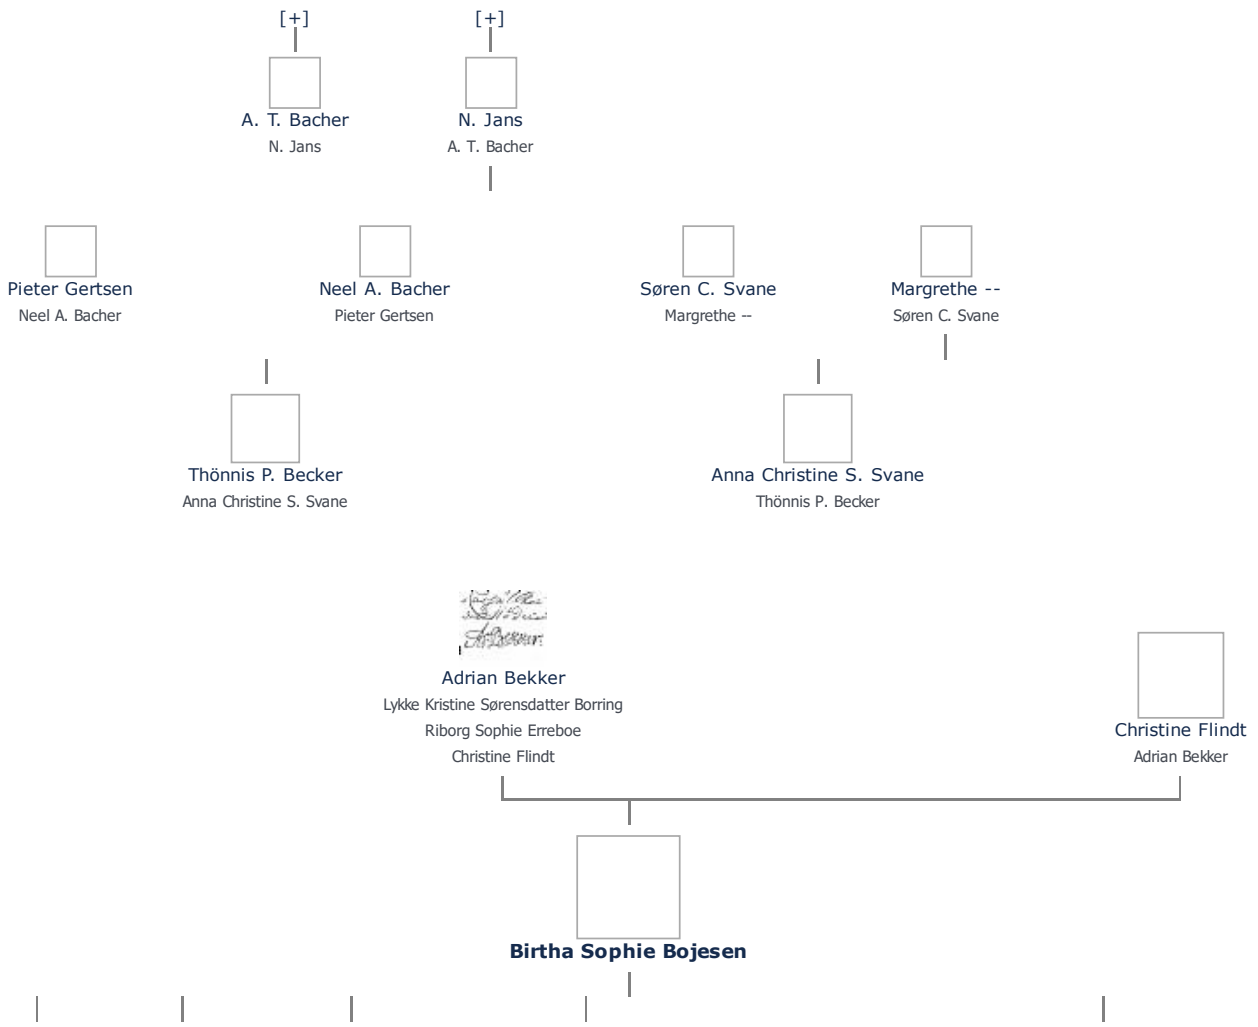 [+]
[+]
A. T. Bacher
N. Jans
N. Jans
A. T. Bacher
Pieter Gertsen
Neel A. Bacher
Neel A. Bacher
Pieter Gertsen
Søren C. Svane
Margrethe --
Margrethe --
Søren C. Svane
Thönnis P. Becker
Anna Christine S. Svane
Anna Christine S. Svane
Thönnis P. Becker
Adrian Bekker
Lykke Kristine Sørensdatter Borring
Riborg Sophie Erreboe
Christine Flindt
Christine Flindt
Adrian Bekker
Birtha Sophie Bojesen